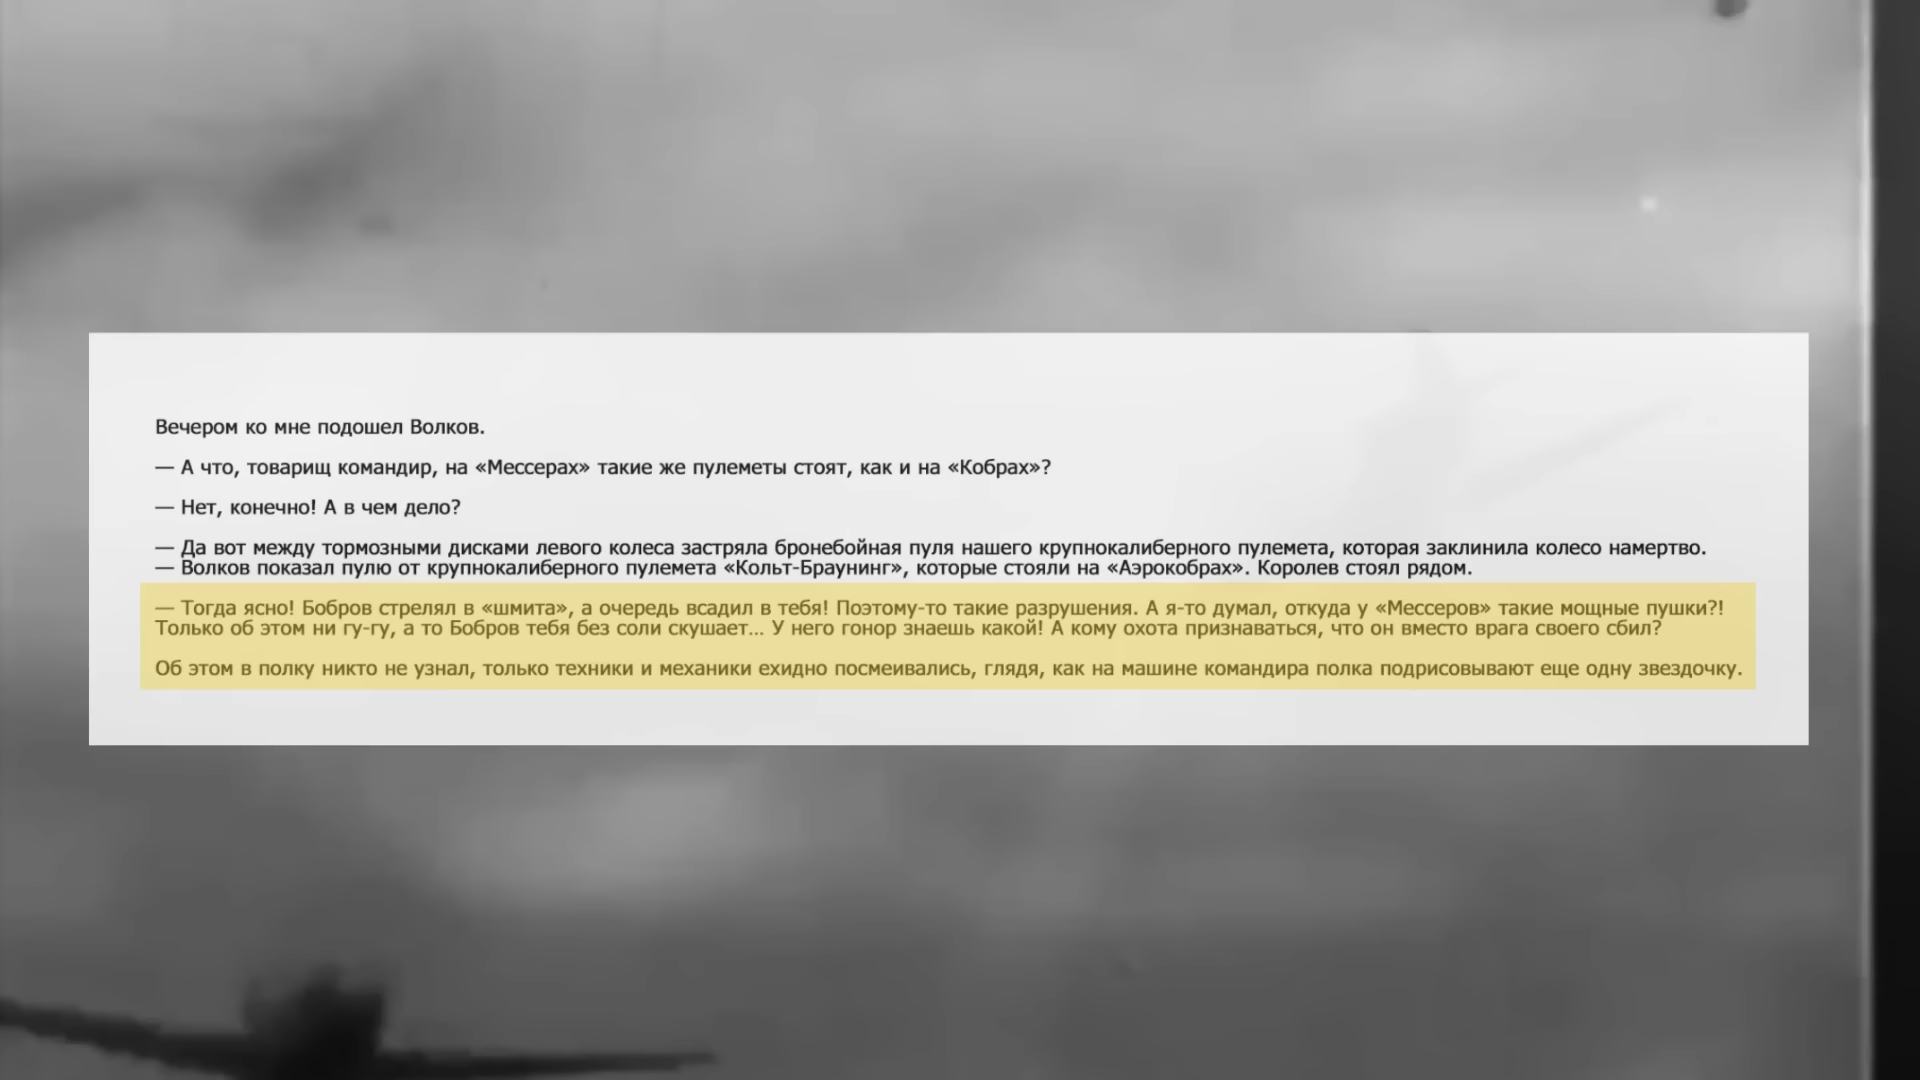 Вечером ко мне подошел Волков.
— А что, товарищ командир, на «Мессерах» такие же пулеметы стоят, как и на «Кобрах»?
— Нет, конечно! А в чем дело?
— Да вот между тормозными дисками левого колеса застряла бронебойная пуля нашего крупнокалиберного пулемета, которая заклинила колесо намертво.
— Волков показал пулю от крупнокалиберного пулемета «Кольт-Браунинг», которые стояли на «Аэрокобрах». Королев стоял рядом.
— Тогда ясно! Бобров стрелял в «шмита», а очередь всадил в тебя! Поэтому-то такие разрушения. А я-то думал, откуда у «Мессеров» такие мощные пушки?!
Только об этом ни гу-гу, а то Бобров тебя без соли скушает... У него гонор знаешь какой! А кому охота признаваться, что он вместо врага своего сбил?
Об этом в полку никто не узнал, только техники и механики ехидно посмеивались, глядя, как на машине командира полка подрисовывают еще одну звездочку.